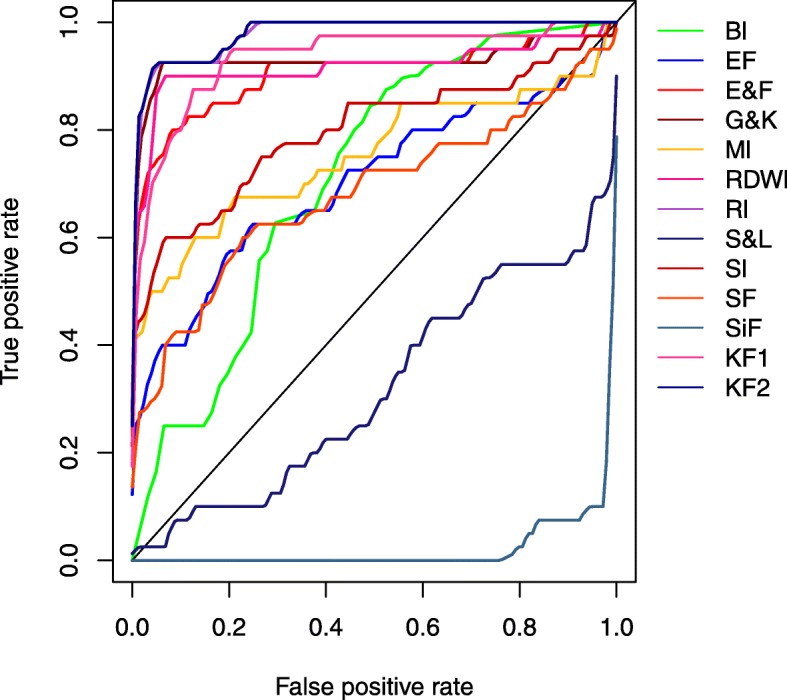 True positive rate
1.0
0.8
0.6
0.4
0.2
0.0
0.0 0.2 0.4 0.6 0.8 1.0
False positive rate
BI
EF
E&F
G&K
MI
RDWI
RI
S&L
SI
SF
SiF
KF1
KF2